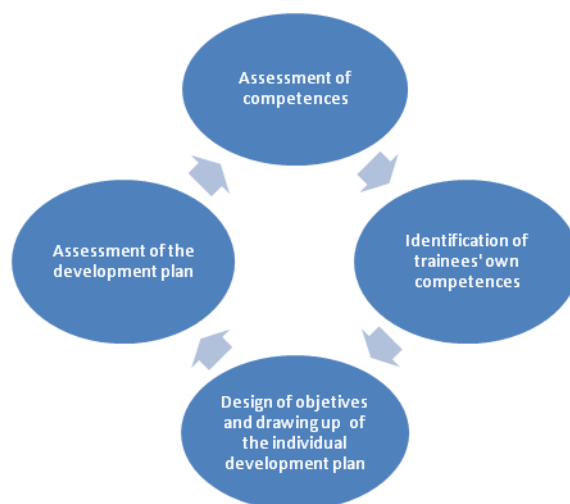 Assessment of
competences
Identification of
trainees' own
competences
Assessment of the
development plan
Design of objetives
and drawing up of
the individual
development plan